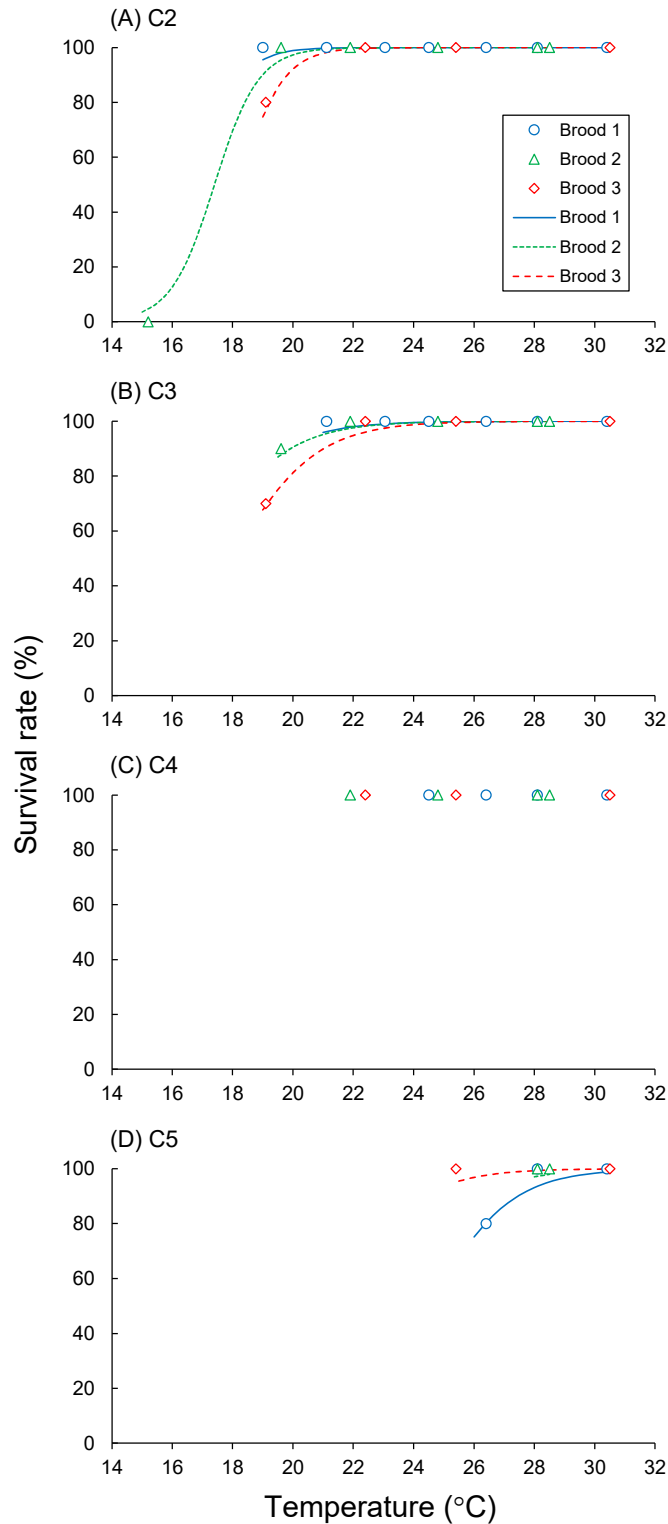 (A) C2
100
80
60
40
20
0
14 16 18 20 22 24 26 28 30 32
Brood 1
Brood 2
Brood 3
Brood 1
Brood 2
Brood 3
(B) C3
100
80
60
40
20
0
14 16 18 20 22 24 26 28 30 32
(C) C4
100
80
60
40
20
0
14 16 18 20 22 24 26 28 30 32
(D) C5
100
80
60
40
20
0
14 16 18 20 22 24 26 28 30 32
Survival rate (%)
Temperature (°C)